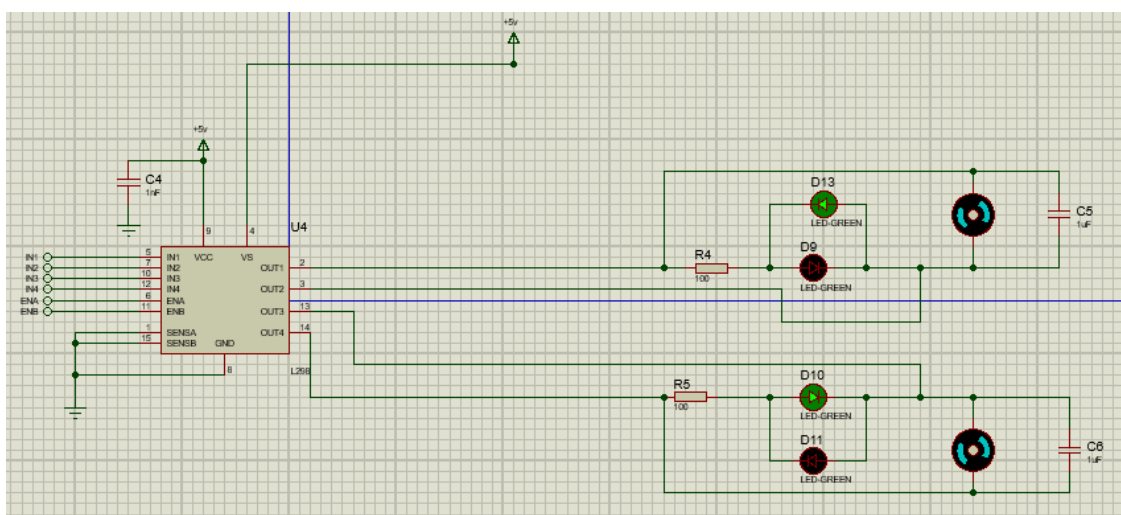 +5v
+5v
C4
1nF
U4
9
4
IN1
5
IN1
VCC
VS
IN2
7
IN2
OUT1
2
IN3
10
IN3
IN4
12
IN4
OUT2
3
ENA
6
ENA
ENB
11
ENB
OUT3
13
1
SENSA
OUT4
14
15
SENSB
GND
8
L298
D13
LED-GREEN
R4
100
D9
LED-GREEN
C5
1uF
R5
100
D10
LED-GREEN
D11
LED-GREEN
C6
1uF